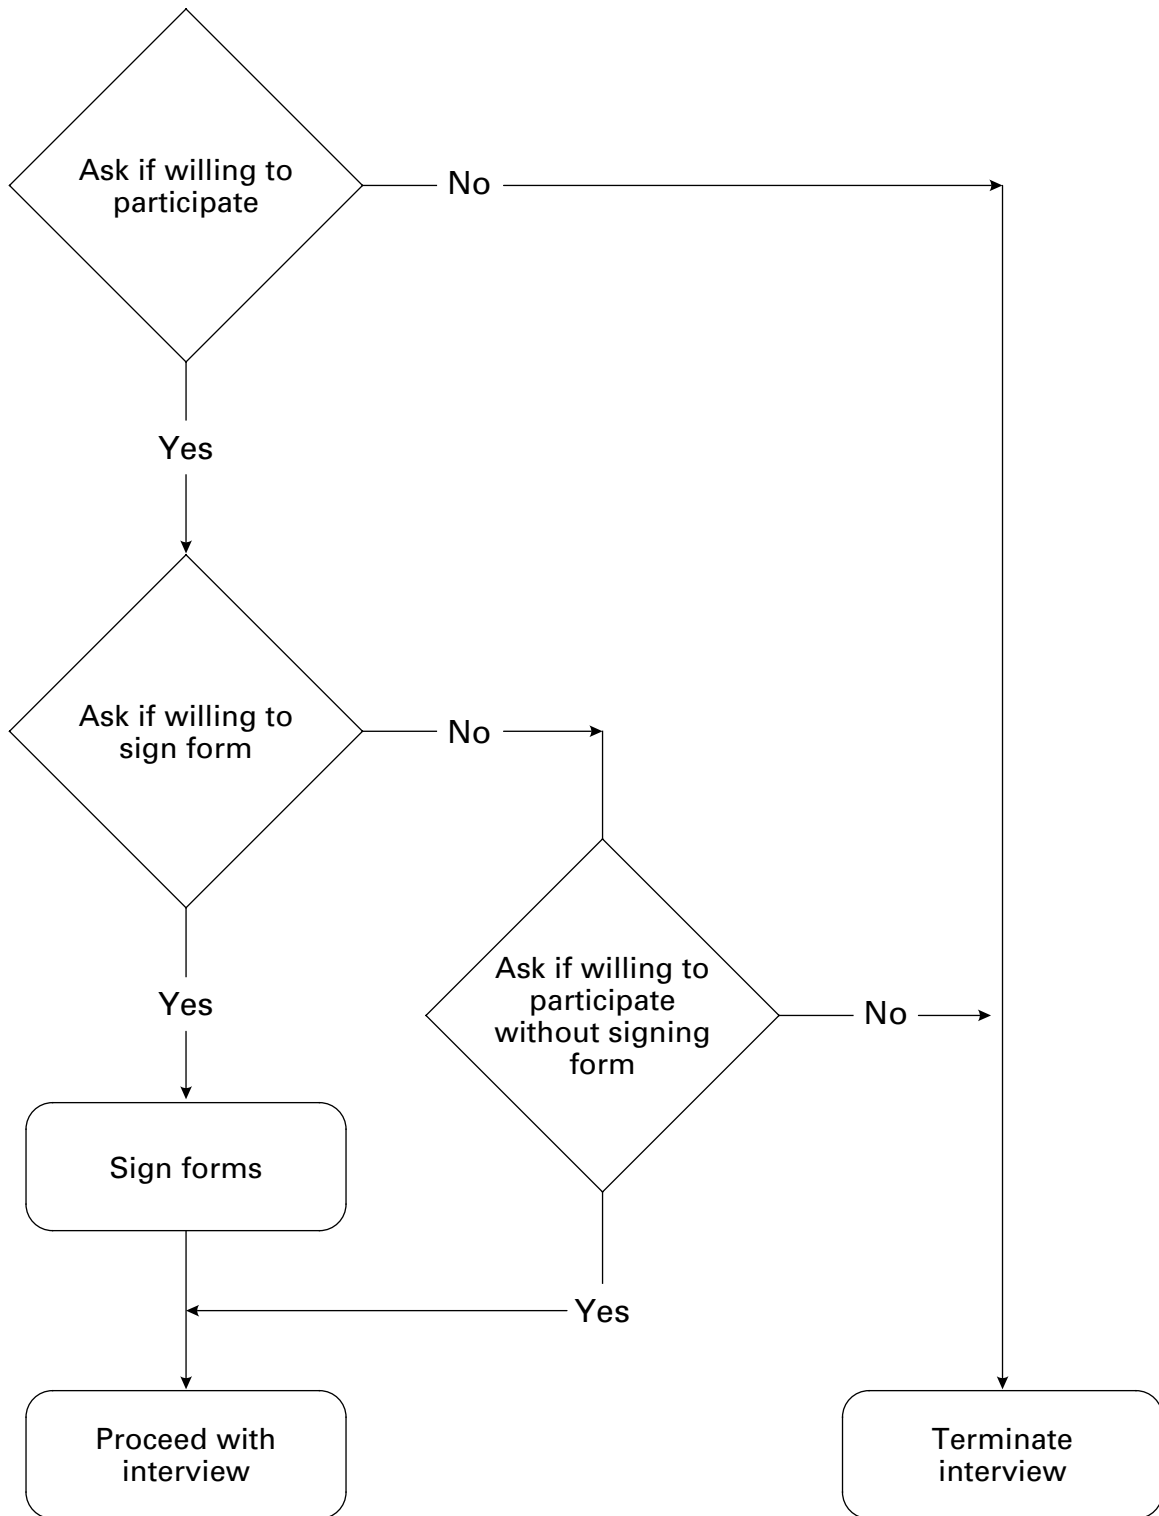 Ask if willing to
participate
No
Yes
Ask if willing to
sign form
No
Ask if willing to
participate
without signing
form
No
Yes
Sign forms
Yes
Proceed with
interview
Terminate
interview